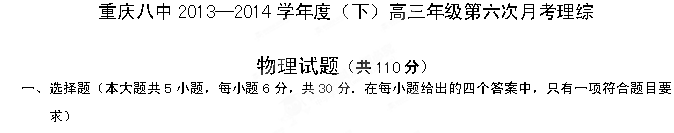 重庆八中 2013—2014 学年度（下）高三年级第六次月考理综
物理试题（共 110 分）
一、选择题（本大题共 5 小题，每小题 6 分，共 30 分．在每小题给出的四个答案中，只有一项符合题目要
求）